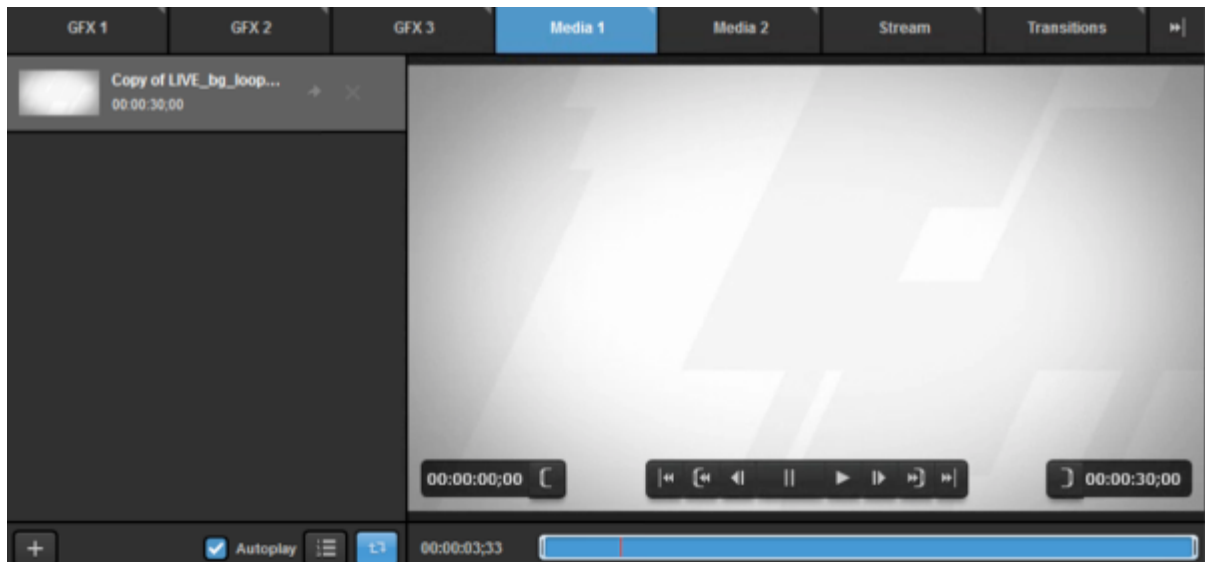 GFX 1 GFX 2 GFX 3 Media 1 Media 2 Stream Transitions
Copy of LIVE_bg_loop...
00:00:30;00
00:00:00;00 00:00:30;00
Autoplay 00:00:03;33